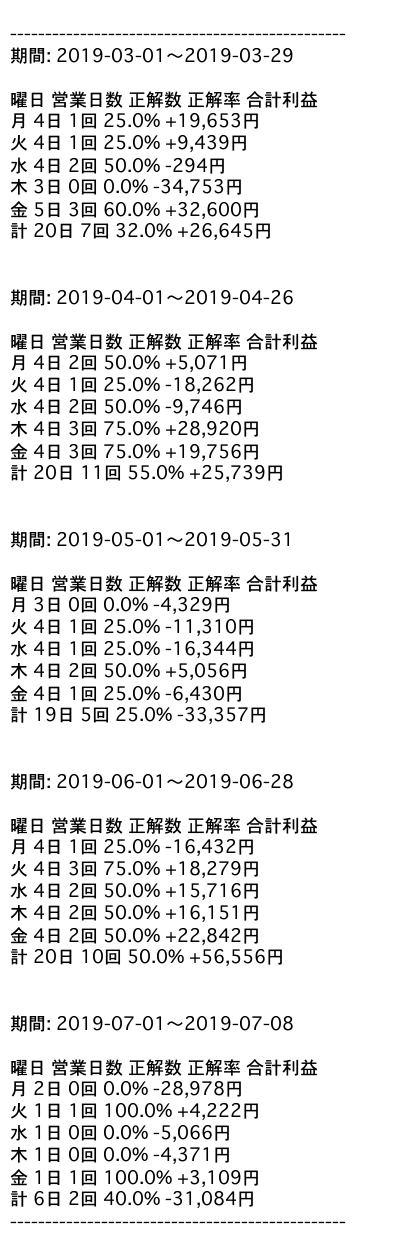 ------------------------------------------------
期間: 2019-03-01〜2019-03-29
曜日 営業日数 正解数 正解率 合計利益
月 4日 1回 25.0% +19,653円
火 4日 1回 25.0% +9,439円
水 4日 2回 50.0% -294円
木 3日 0回 0.0% -34,753円
金 5日 3回 60.0% +32,600円
計 20日 7回 32.0% +26,645円
期間: 2019-04-01〜2019-04-26
曜日 営業日数 正解数 正解率 合計利益
月 4日 2回 50.0% +5,071円
火 4日 1回 25.0% -18,262円
水 4日 2回 50.0% -9,746円
木 4日 3回 75.0% +28,920円
金 4日 3回 75.0% +19,756円
計 20日 11回 55.0% +25,739円
期間: 2019-05-01〜2019-05-31
曜日 営業日数 正解数 正解率 合計利益
月 3日 0回 0.0% -4,329円
火 4日 1回 25.0% -11,310円
水 4日 1回 25.0% -16,344円
木 4日 2回 50.0% +5,056円
金 4日 1回 25.0% -6,430円
計 19日 5回 25.0% -33,357円
期間: 2019-06-01〜2019-06-28
曜日 営業日数 正解数 正解率 合計利益
月 4日 1回 25.0% -16,432円
火 4日 3回 75.0% +18,279円
水 4日 2回 50.0% +15,716円
木 4日 2回 50.0% +16,151円
金 4日 2回 50.0% +22,842円
計 20日 10回 50.0% +56,556円
期間: 2019-07-01〜2019-07-08
曜日 営業日数 正解数 正解率 合計利益
月 2日 0回 0.0% -28,978円
火 1日 1回 100.0% +4,222円
水 1日 0回 0.0% -5,066円
木 1日 0回 0.0% -4,371円
金 1日 1回 100.0% +3,109円
計 6日 2回 40.0% -31,084円
------------------------------------------------